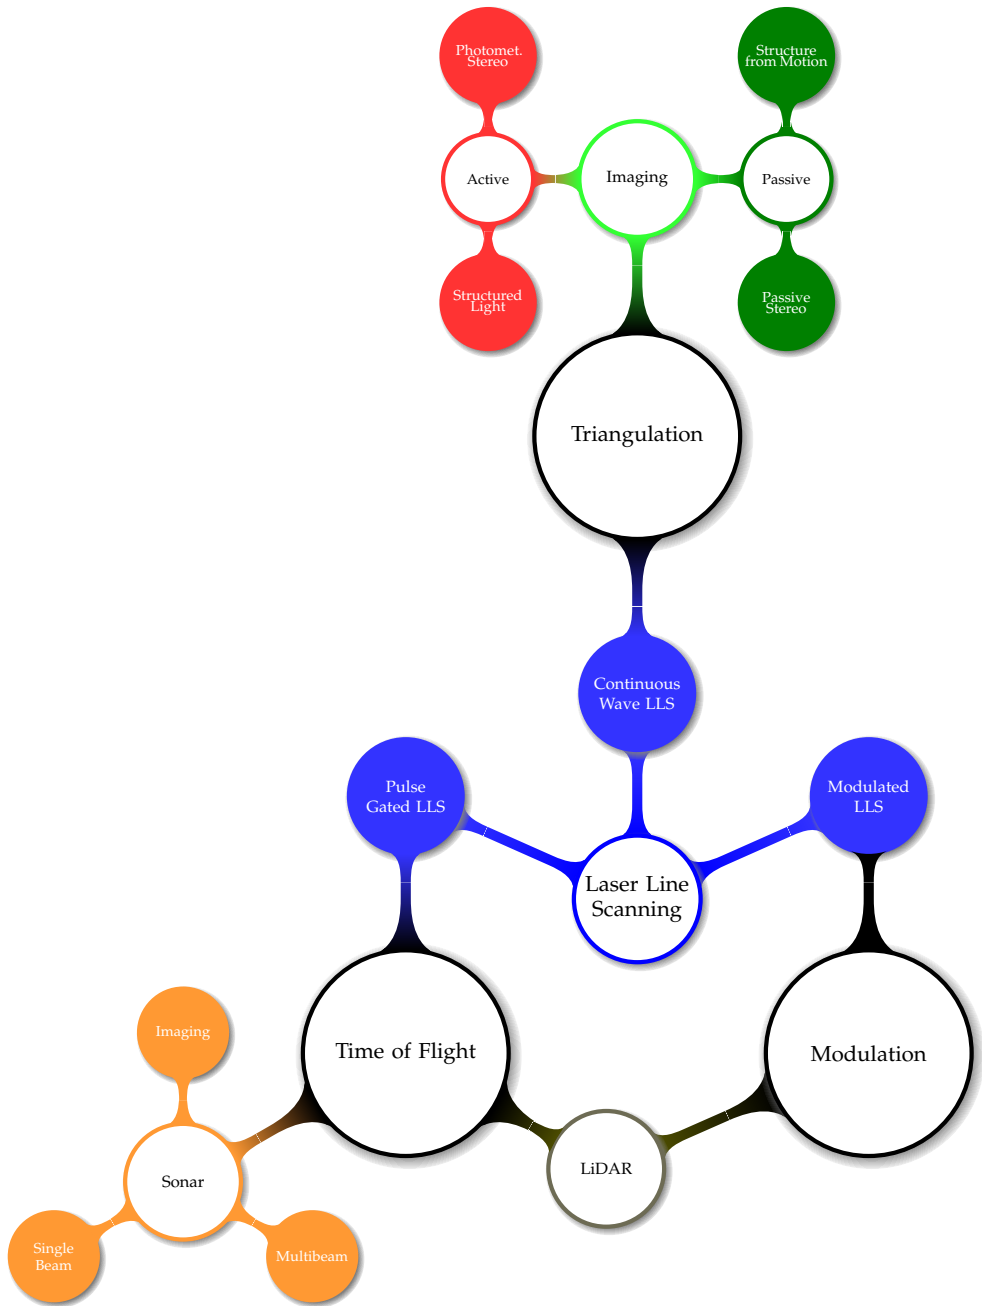 Photomet.
Stereo
Structure
from Motion
Active
Imaging
Passive
Structured
Light
Passive
Stereo
Triangulation
Continuous
Wave LLS
Pulse
Gated LLS
Modulated
LLS
Laser Line
Scanning
Imaging
Time of Flight
Modulation
Sonar
LiDAR
Single
Beam
Multibeam